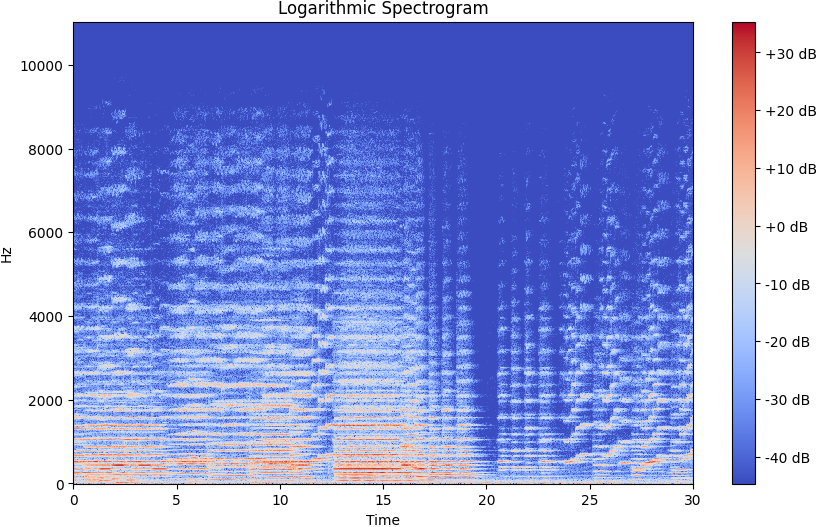 Logarithmic Spectrogram
10000
8000
6000
4000
2000
0
Hz
0 5 10 15 20 25 30
Time
+30 dB
+20 dB
+10 dB
+0 dB
-10 dB
-20 dB
-30 dB
-40 dB